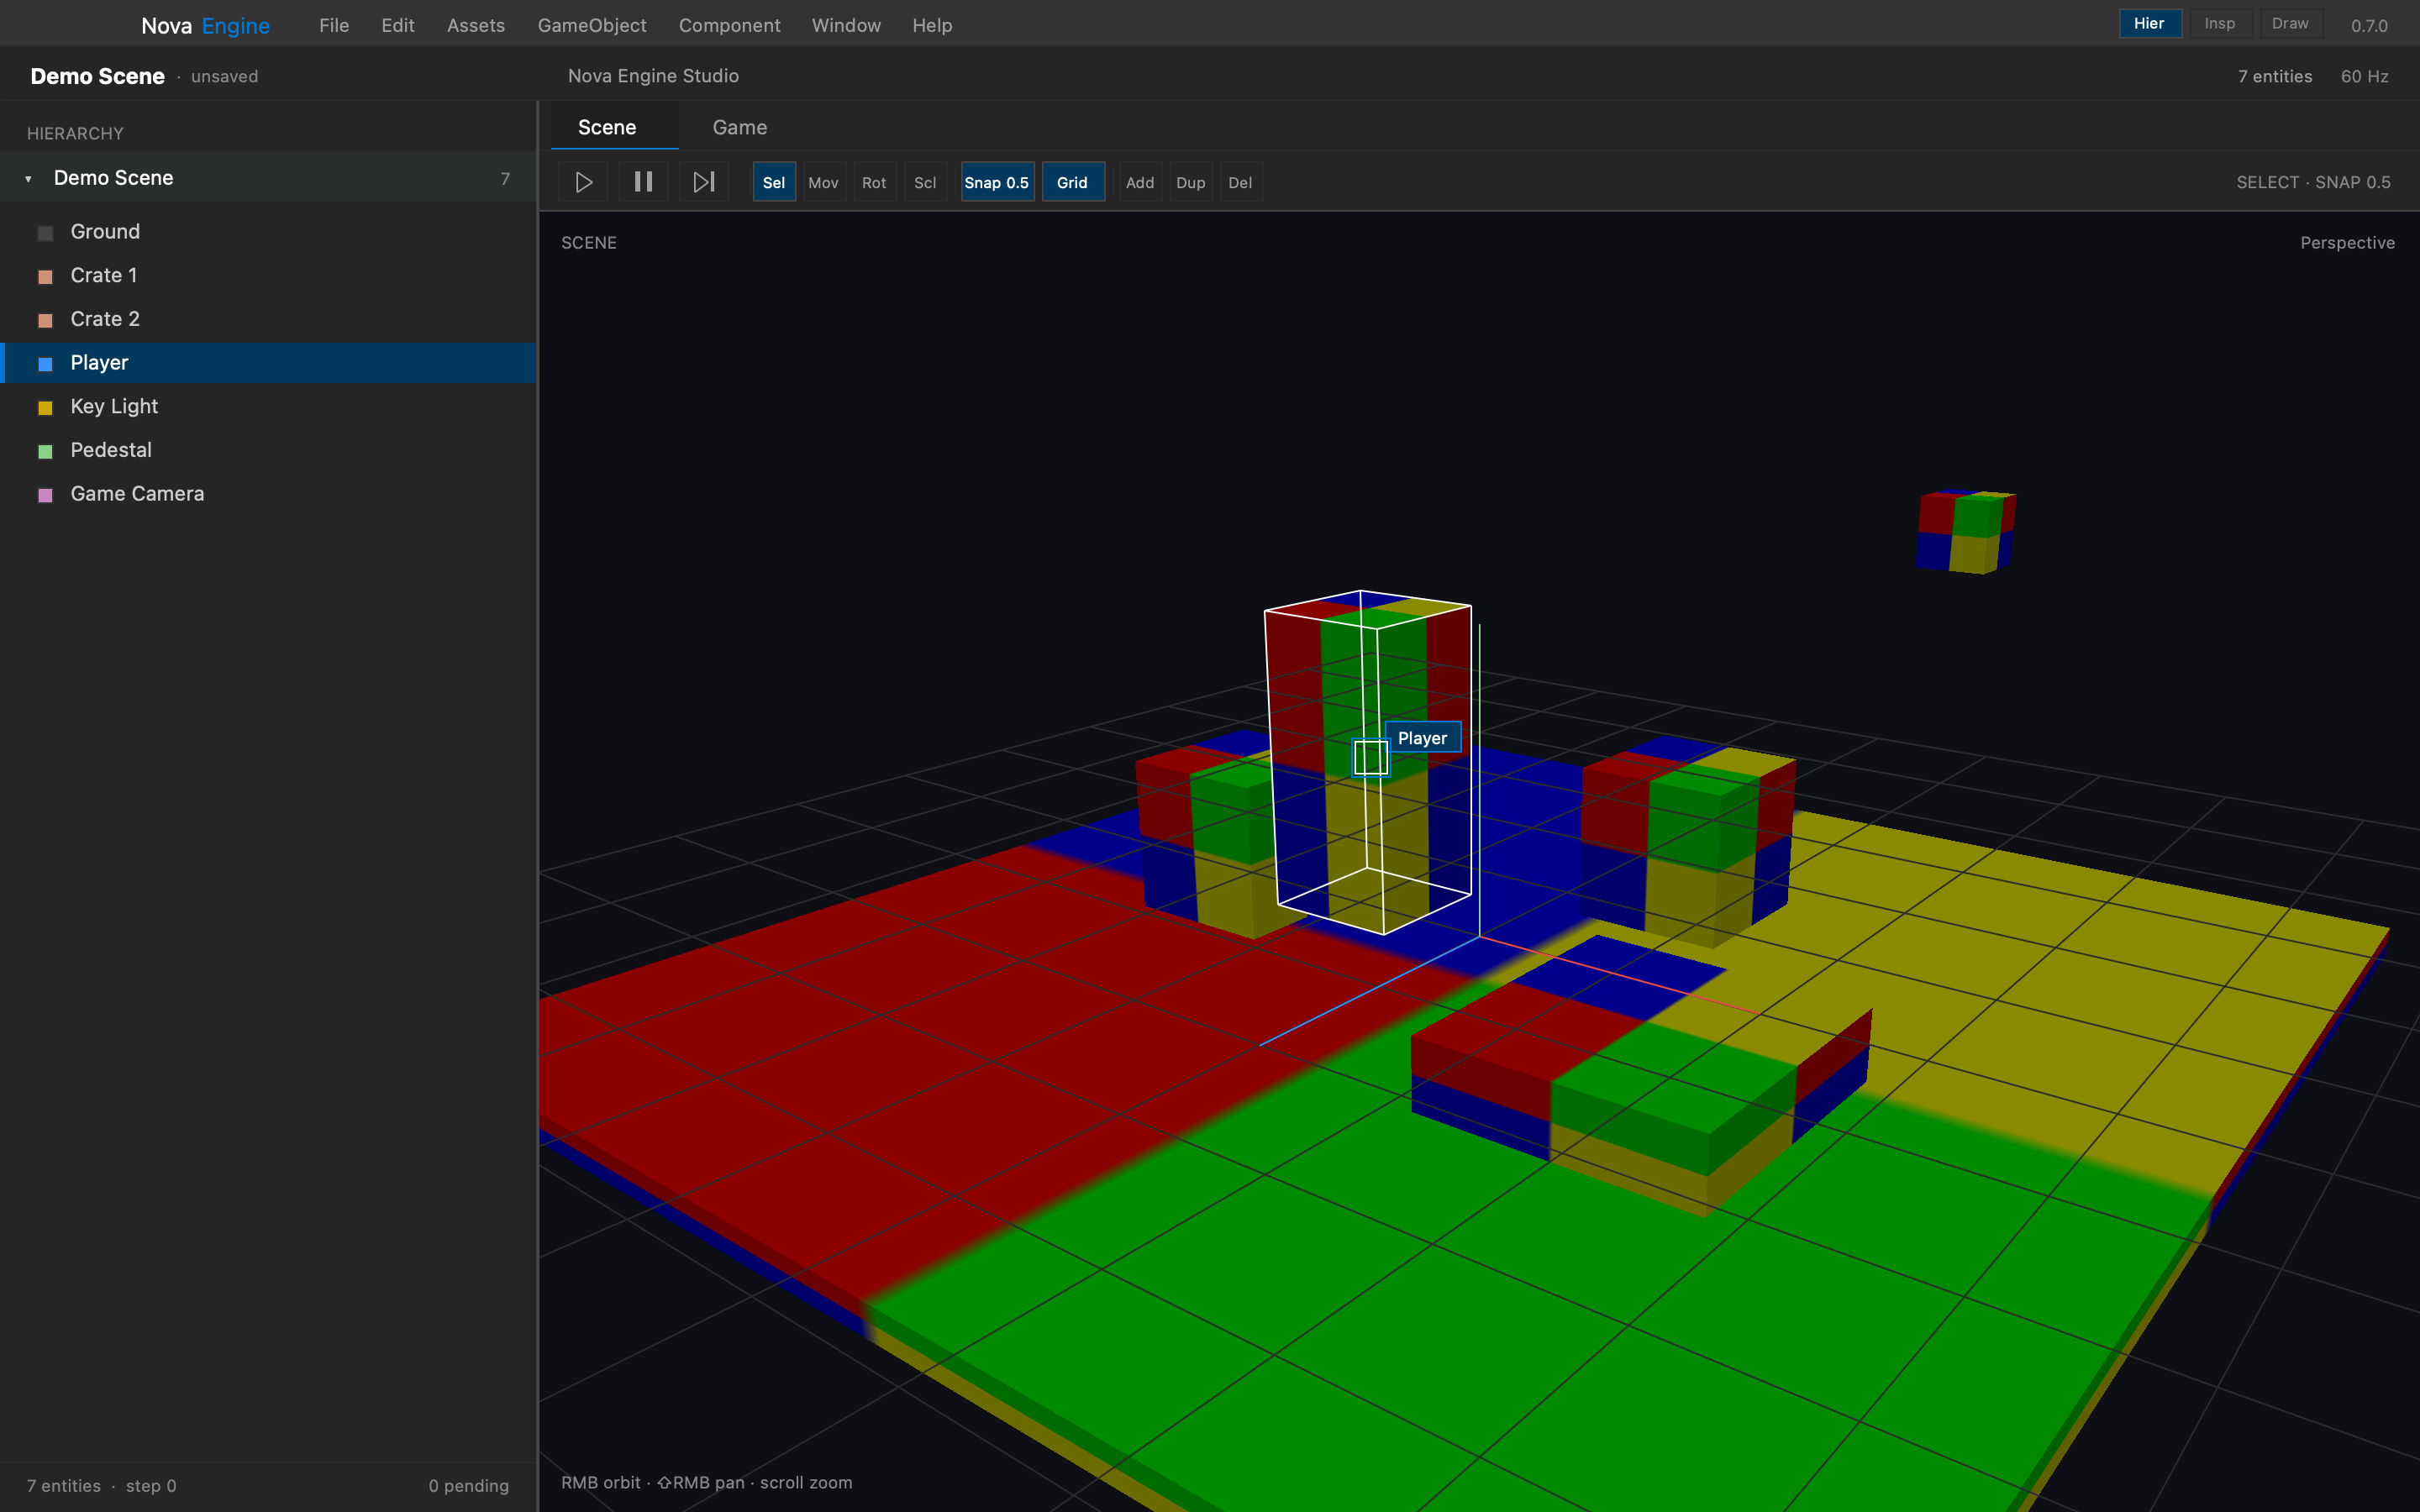 Nova Engine File Edit Assets GameObject Component Window Help Hier Insp Draw 0.7.0
Demo Scene · unsaved Nova Engine Studio 7 entities 60 Hz
HIERARCHY
▾ Demo Scene 7
Ground
Crate 1
Crate 2
Player
Key Light
Pedestal
Game Camera
7 entities · step 0 0 pending
Scene Game
Sel Mov Rot Scl Snap 0.5 Grid Add Dup Del SELECT · SNAP 0.5
SCENE Perspective
Player
RMB orbit · ⇧RMB pan · scroll zoom